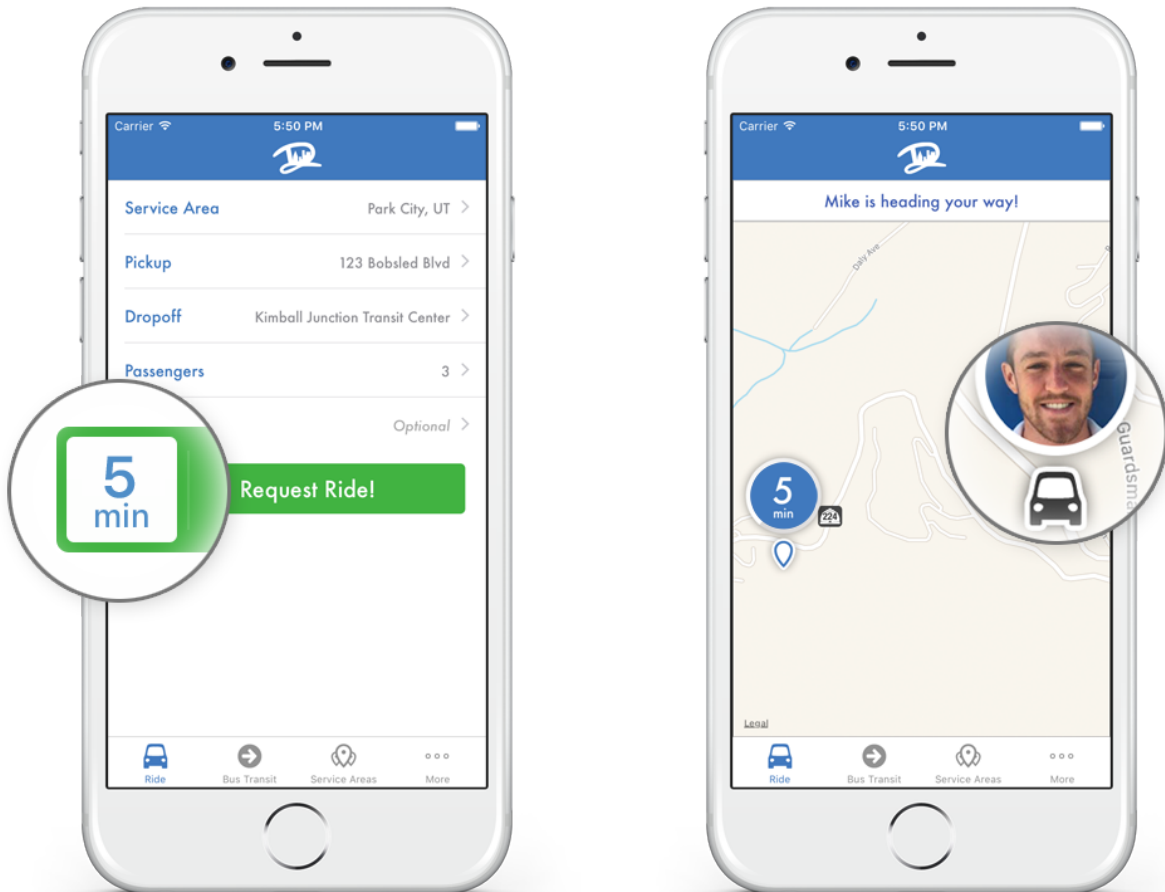 Carrier 5:50 PM
Service Area Park City, UT
Pickup 123 Bobsled Blvd
Dropoff Kimball Junction Transit Center
Passengers 3
Optional
5
min
Request Ride!
Ride Bus Transit Service Areas More
Carrier 5:50 PM
Mike is heading your way!
Daly Ave
Guardsma
5
min
224
Legal
Ride Bus Transit Service Areas More